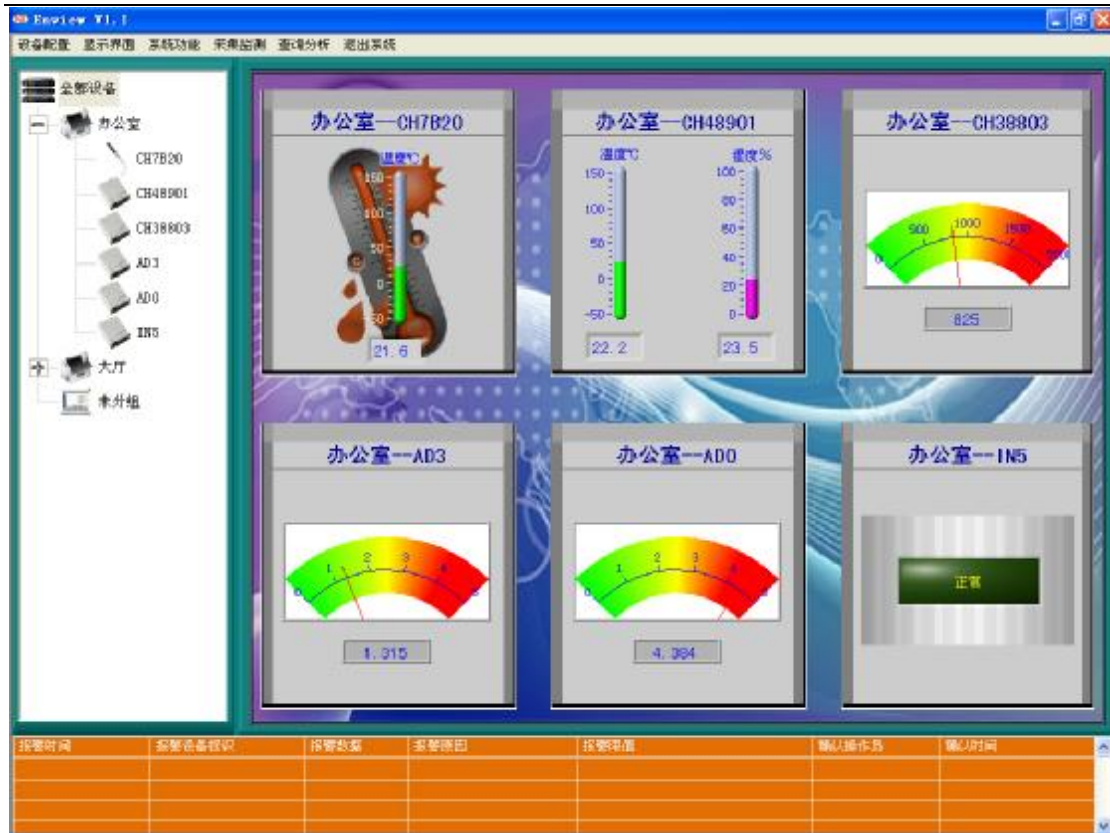 Enview V1.1
设备配置 显示界面 系统功能 采集监测 查询分析 退出系统
全部设备
办公室
CH7B20
CH48901
CH38803
AD3
AD0
IN5
大厅
未分组
办公室--CH7B20
温度℃
150
100
50
0
-50
21.6
办公室--CH48901
温度℃
湿度%
150
100
50
0
-50
100
80
60
40
20
0
22.2
23.5
办公室--CH38803
0 500 1000 1500 2000
825
办公室--AD3
0 1 2 3 4 5
1.315
办公室--AD0
0 1 2 3 4 5
4.384
办公室--IN5
正常
报警时间 报警设备标识 报警数据 报警原因 报警限值 确认操作员 确认时间